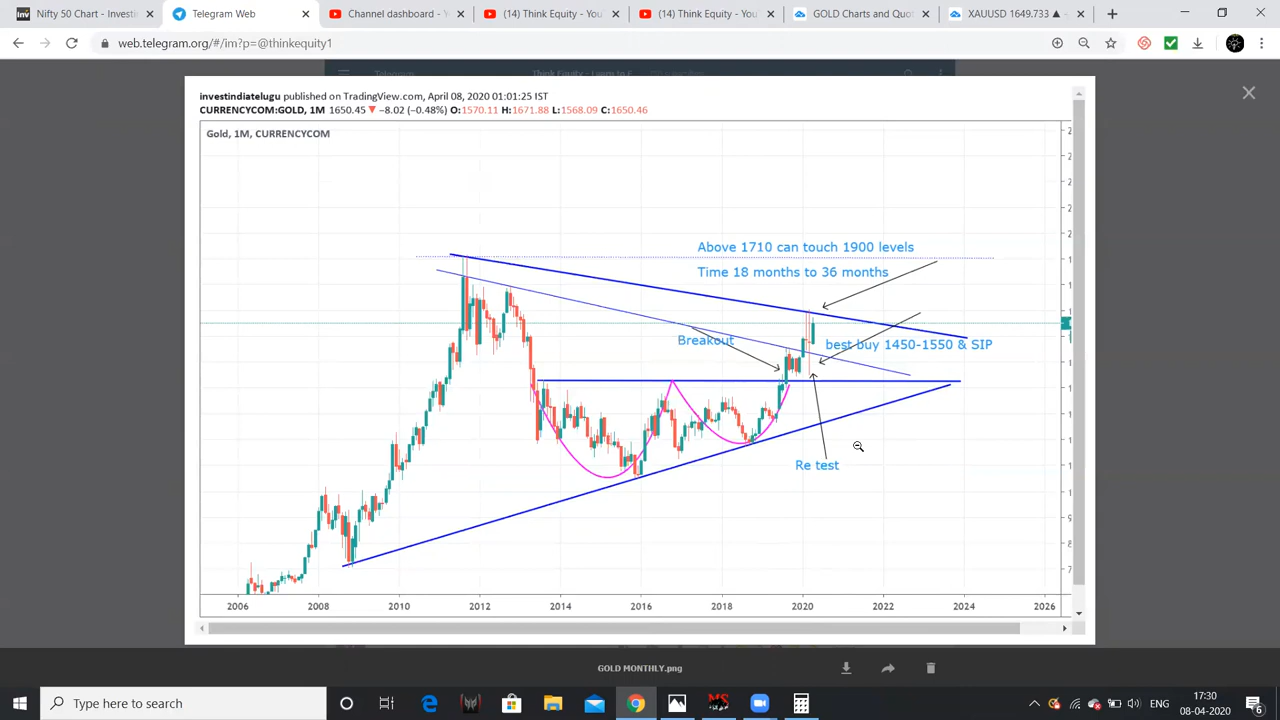 Nifty 50 Chart - Investi
Telegram Web
Channel dashboard - Y
(14) Think Equity - You
(14) Think Equity - You
GOLD Charts and Quot
XAUUSD 1649.733 ▲ +
web.telegram.org/#/im?p=@thinkequity1
investindiatelugu published on TradingView.com, April 08, 2020 01:01:25 IST
CURRENCYCOM:GOLD, 1M 1650.45 ▼ −8.02 (−0.48%) O:1570.11 H:1671.88 L:1568.09 C:1650.46
Gold, 1M, CURRENCYCOM
Above 1710 can touch 1900 levels
Time 18 months to 36 months
Breakout
best buy 1450-1550 & SIP
Re test
2006 2008 2010 2012 2014 2016 2018 2020 2022 2024 2026
GOLD MONTHLY.png
Type here to search
ENG
17:30
08-04-2020
6